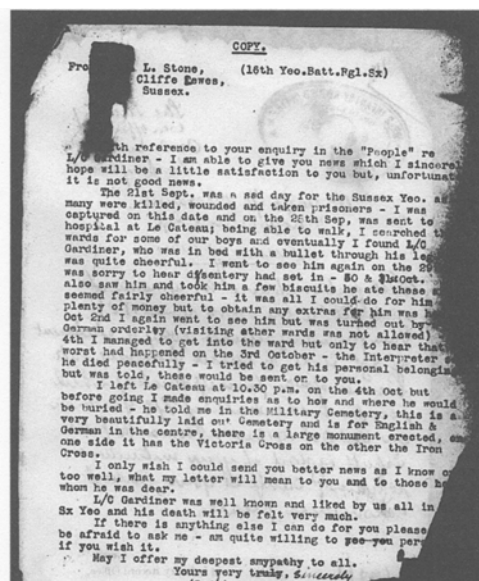 COPY.
L. Stone, (16th Yeo.Batt.Rgl.Sx)
Cliffe Lewes,
Sussex.
reference to your enquiry in the "People" re
L/C Gardiner - I am able to give you news which I sincerel
hope will be a little satisfaction to you but, unfortunat
it is not good news.
The 21st Sept. was a sad day for the Sussex Yeo. as
many were killed, wounded and taken prisoners - I was
captured on this date and on the 25th Sep, was sent to
hospital at Le Cateau; being able to walk, I searched th
wards for some of our boys and eventually I found L/C
Gardiner, who was in bed with a bullet through his leg
was quite cheerful. I went to see him again on the 29
was sorry to hear dysentery had set in - 30 & Oct.
also saw him and took him a few biscuits he ate these a
seemed fairly cheerful - it was all I could do for him
plenty of money but to obtain any extras for him was h
Oct 2nd I again went to see him but was turned out by
German orderley (visiting other wards was not allowed) -
4th I managed to get into the ward but only to hear that
worst had happened on the 3rd October - the Interpreter
he died peacefully - I tried to get his personal belongin
but was told, these would be sent on to you.
I left Le Cateau at 10.30 p.m. on the 4th Oct but
before going I made enquiries as to how and where he would
be buried - he told me in the Military Cemetery, this is a
very beautifully laid out Cemetery and is for English &
German in the centre, there is a large monument erected,
one side it has the Victoria Cross on the other the Iron
Cross.
I only wish I could send you better news as I know
too well, what my letter will mean to you and to those
whom he was dear.
L/C Gardiner was well known and liked by us all in
Sx Yeo and his death will be felt very much.
If there is anything else I can do for you please
be afraid to ask me - am quite willing to see you per
if you wish it.
May I offer my deepest smypathy to all.
Yours very truly, Sincerely